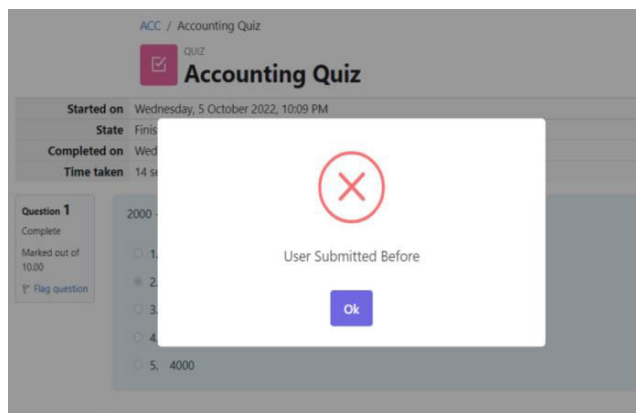 ACC / Accounting Quiz
QUIZ
Accounting Quiz
Started on Wednesday, 5 October 2022, 10:09 PM
State Finis
Completed on Wed
Time taken 14 se
Question 1
Complete
Marked out of
10.00
Flag question
2000 -
1.
2.
3.
4.
5. 4000
User Submitted Before
Ok